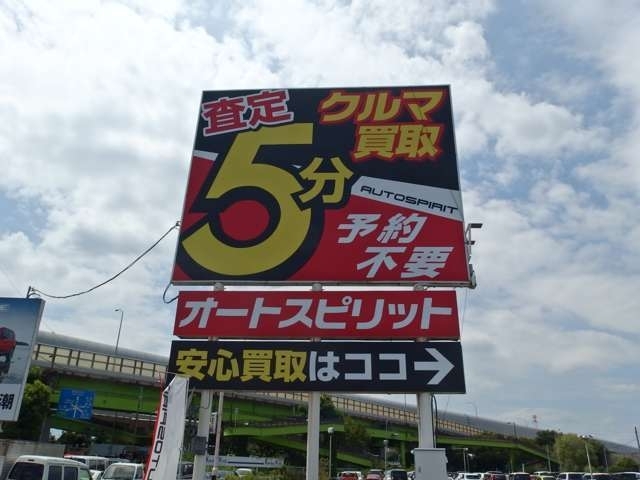 査定
5分
クルマ
買取
AUTOSPIRIT
予約
不要
オートスピリット
安心買取はココ→
潮